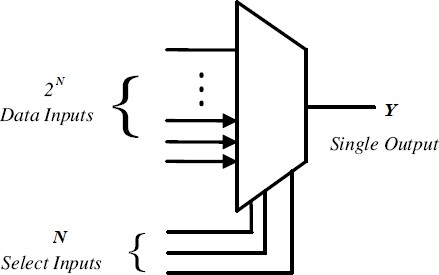 2^N
Data Inputs
Y
Single Output
N
Select Inputs